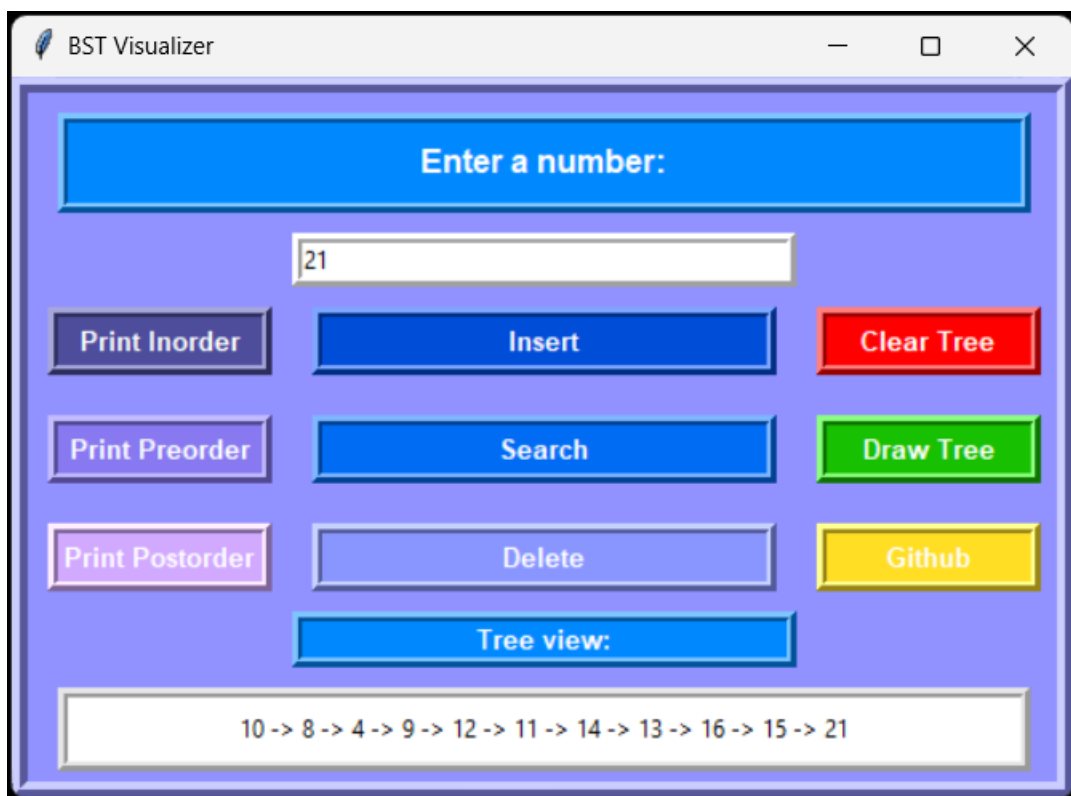 BST Visualizer
Enter a number:
21
Print Inorder
Insert
Clear Tree
Print Preorder
Search
Draw Tree
Print Postorder
Delete
Github
Tree view:
10 -> 8 -> 4 -> 9 -> 12 -> 11 -> 14 -> 13 -> 16 -> 15 -> 21